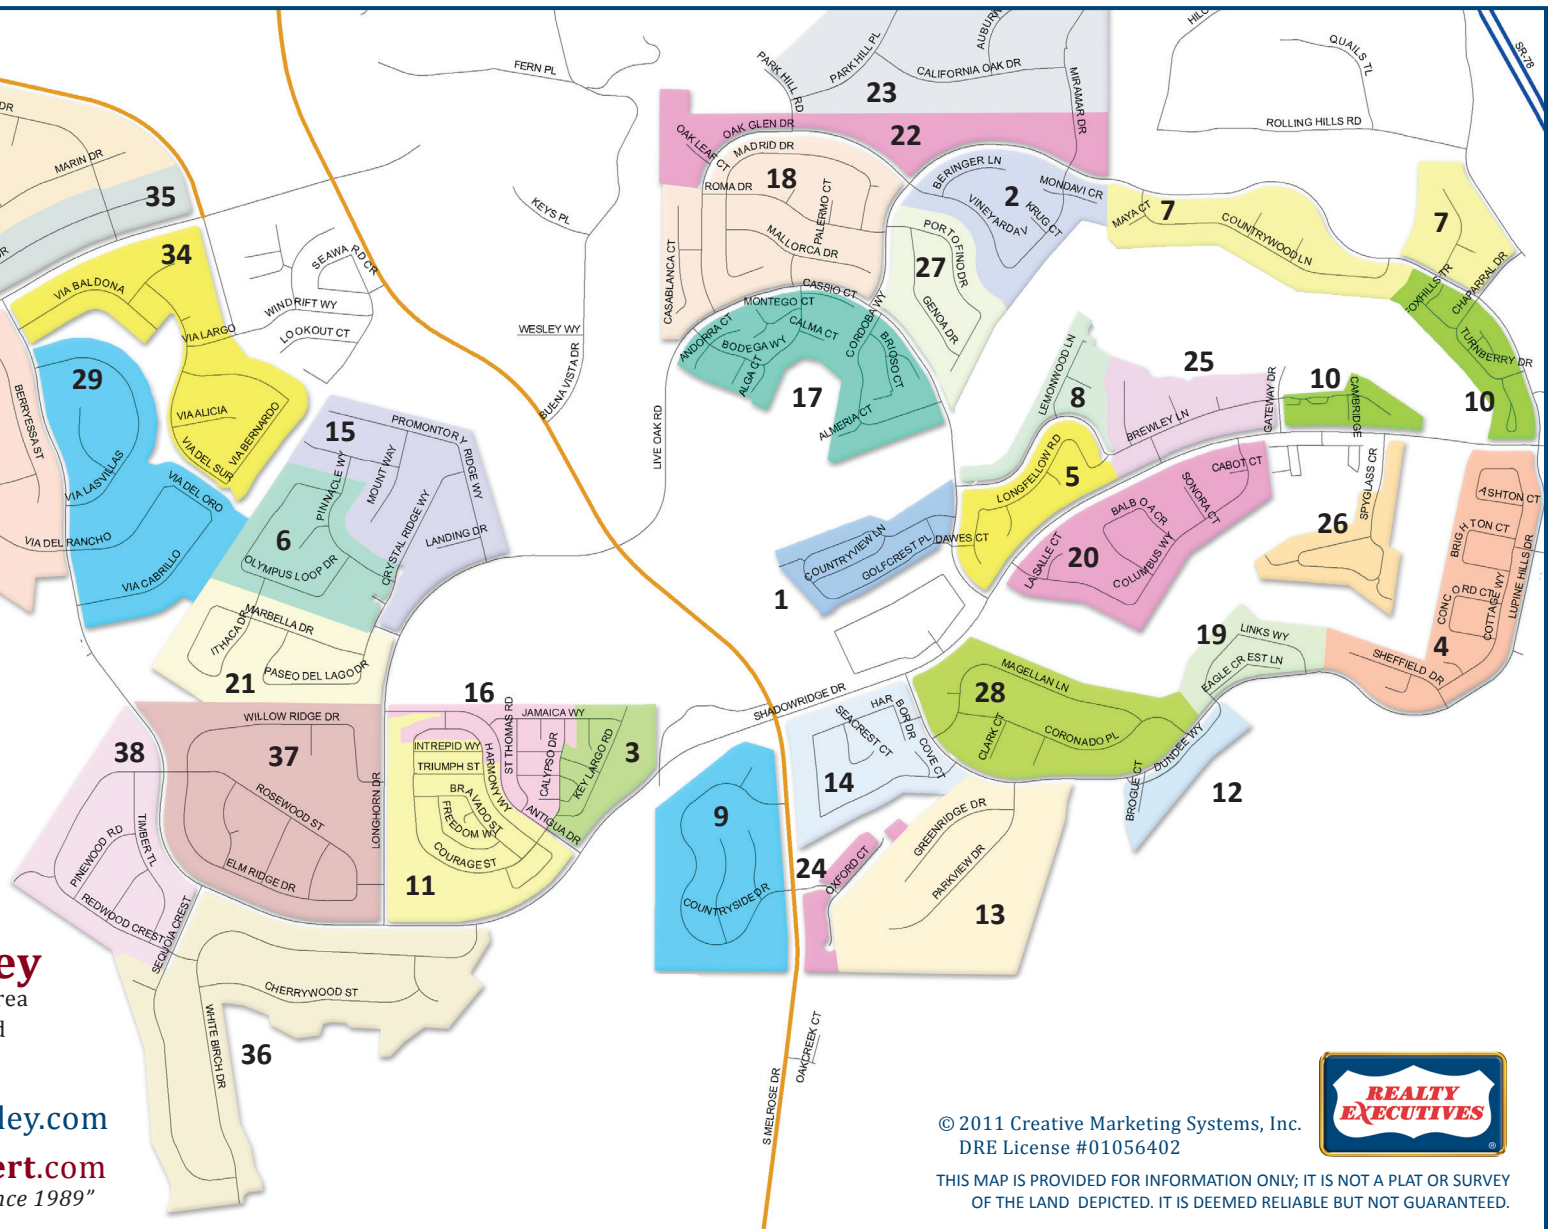 DR
MARIN DR
35
DR
34
VIA BALDONA
VIA LARGO
SEAWARD CR
WINDRIFT WY
LOOKOUT CT
29
BERRYESSA ST
VIA LAS VILLAS
VIA ALICIA
VIA BERNARDO
VIA DEL SUR
VIA DEL ORO
VIA DEL RANCHO
VIA CABRILLO
15
PROMONTORY RIDGE WY
PINNACLE WY
MOUNT WAY
CRYSTAL RIDGE WY
LANDING DR
6
OLYMPUS LOOP DR
ITHACA DR
MARBELLA DR
PASEO DEL LAGO DR
21
FERN PL
KEYS PL
WESLEY WY
BUENA VISTA DR
LIVE OAK RD
PARK HILL RD
PARK HILL PL
AUBURN
CALIFORNIA OAK DR
MIRAMAR DR
23
22
OAK GLEN DR
OAK LEAF CT
MADRID DR
ROMA DR
18
PALERMO CT
MALLORCA DR
CASABLANCA CT
CASSIO CT
BERINGER LN
2
MONDAVI CR
VINEYARD AV
KRUG CT
PORTOFINO DR
27
GENOA DR
MONTEGO CT
ANDORRA CT
BODEGA WY
CALMA CT
CORDOBA WY
BRIOSO CT
ALGA CT
17
ALMERIA CT
QUAILS TL
SR-78
ROLLING HILLS RD
MAYA CT
7
COUNTRYWOOD LN
7
FOXHILLS TR
CHAPARRAL DR
TURNBERRY DR
10
LEMONWOOD LN
8
25
BREWLEY LN
GATEWAY DR
10
CAMBRIDGE
LONGFELLOW RD
5
DAWES CT
COUNTRYVIEW LN
GOLFCREST PL
1
CABOT CT
SONORA CT
BALBOA CR
20
LA SALLE CT
COLUMBUS WY
SPYGLASS CR
26
ASHTON CT
BRIGHTON CT
CONCORD CT
COTTAGE WY
LUPINE HILLS DR
4
SHEFFIELD DR
19
LINKS WY
EAGLE CREST LN
MAGELLAN LN
28
CLARK CT
CORONADO PL
SHADOWRIDGE DR
HARBOR DR
SEACREST CT
COVE CT
14
DUNDEE WY
BROGUE CT
12
16
WILLOW RIDGE DR
38
37
ROSEWOOD ST
LONGHORN DR
ELM RIDGE DR
TIMBER TL
PINEWOOD RD
REDWOOD CREST
SEQUOIA CREST
JAMAICA WY
ST THOMAS RD
3
INTREPID WY
HARMONY WY
CALYPSO DR
KEY LARGO RD
TRIUMPH ST
BRAVADO ST
FREEDOM WY
ANTIGUA DR
COURAGE ST
11
9
COUNTRYSIDE DR
24
OXFORD CT
GREENRIDGE DR
PARKVIEW DR
13
CHERRYWOOD ST
WHITE BIRCH DR
36
OAKCREEK CT
S MELROSE DR
ey
rea
d
ley.com
ert.com
nce 1989”
© 2011 Creative Marketing Systems, Inc.
DRE License #01056402
REALTY
EXECUTIVES
®
THIS MAP IS PROVIDED FOR INFORMATION ONLY; IT IS NOT A PLAT OR SURVEY
OF THE LAND DEPICTED. IT IS DEEMED RELIABLE BUT NOT GUARANTEED.